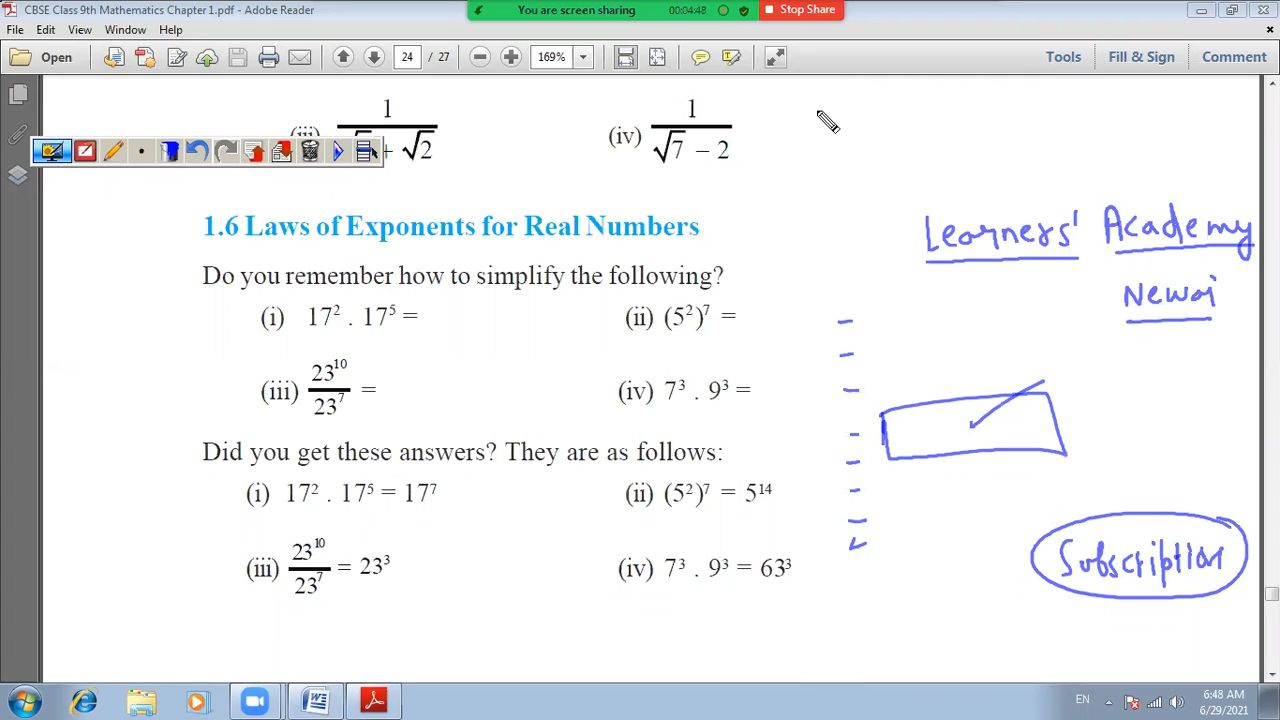 CBSE Class 9th Mathematics Chapter 1.pdf - Adobe Reader
You are screen sharing
00:04:48
Stop Share
File Edit View Window Help
Open
24 / 27
169%
Tools
Fill & Sign
Comment
1
+ √2
(iv) 1
√7 − 2
1.6 Laws of Exponents for Real Numbers
Learners' Academy
Newai
Do you remember how to simplify the following?
(i) 17² . 17⁵ =
(ii) (5²)⁷ =
(iii) 23¹⁰
23⁷
=
(iv) 7³ . 9³ =
Did you get these answers? They are as follows:
(i) 17² . 17⁵ = 17⁷
(ii) (5²)⁷ = 5¹⁴
(iii) 23¹⁰
23⁷
= 23³
(iv) 7³ . 9³ = 63³
Subscription
EN
6:48 AM
6/29/2021